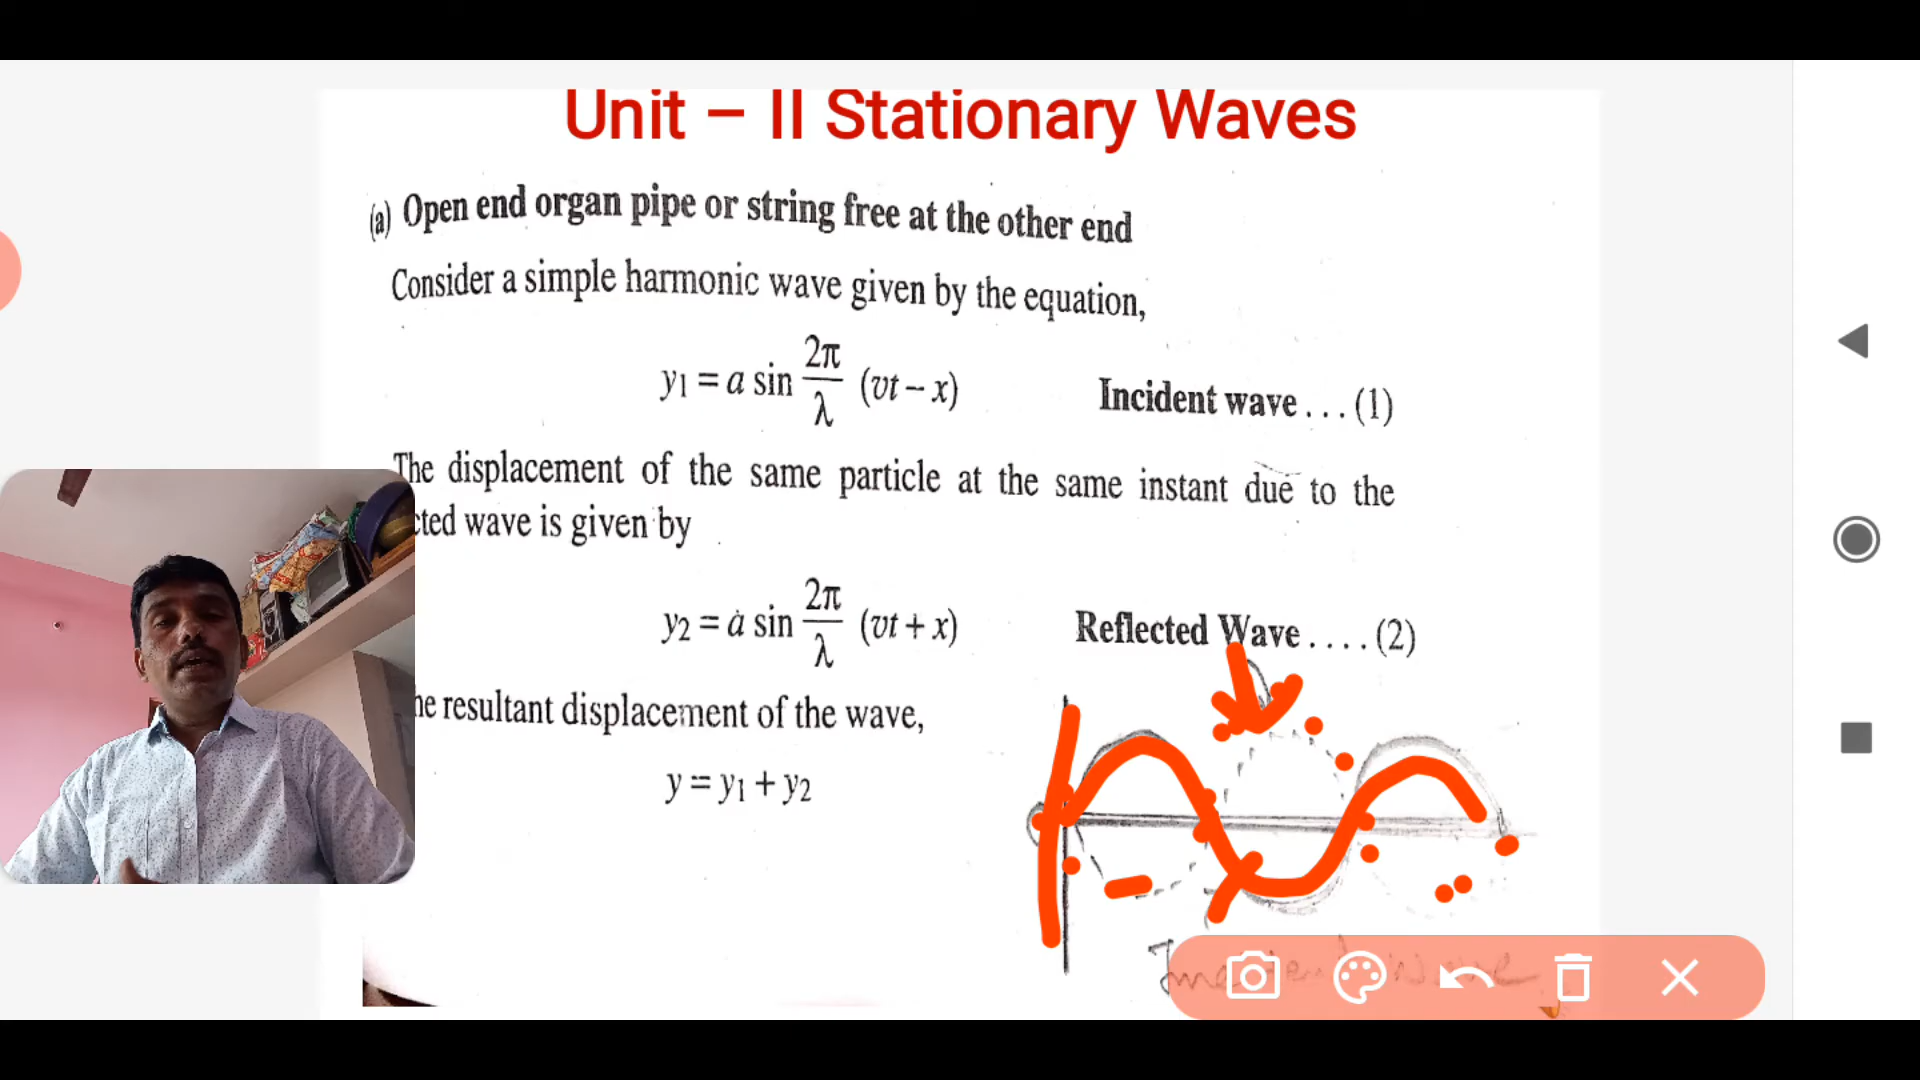 Unit – II Stationary Waves
(a) Open end organ pipe or string free at the other end
Consider a simple harmonic wave given by the equation,
y1 = a sin 2π/λ (vt – x) Incident wave . . . (1)
The displacement of the same particle at the same instant due to the
cted wave is given by
y2 = a sin 2π/λ (vt + x) Reflected Wave . . . . (2)
he resultant displacement of the wave,
y = y1 + y2